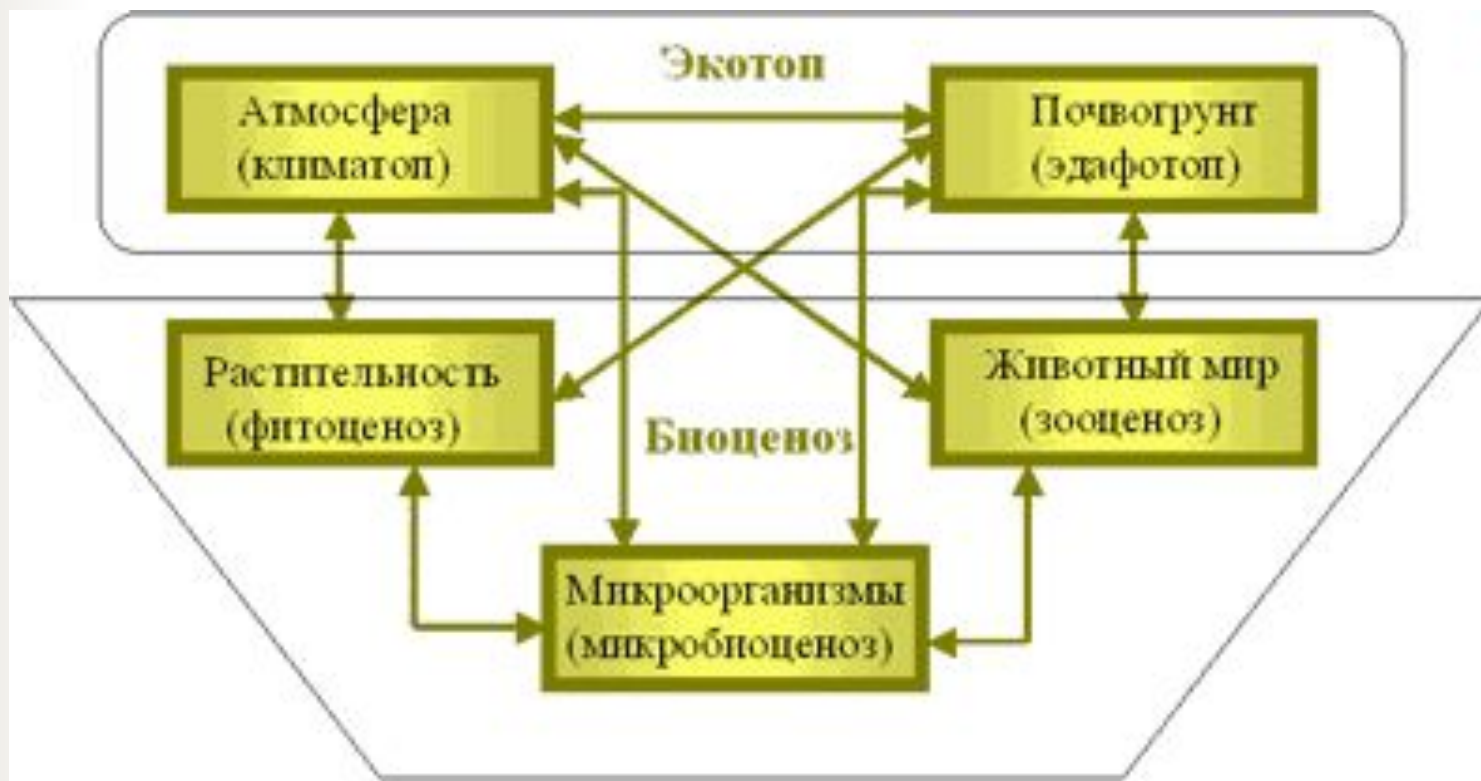 Экотоп
Атмосфера
(климатоп)
Почвогрунт
(эдафотоп)
Растительность
(фитоценоз)
Животный мир
(зооценоз)
Биоценоз
Микроорганизмы
(микробиоценоз)